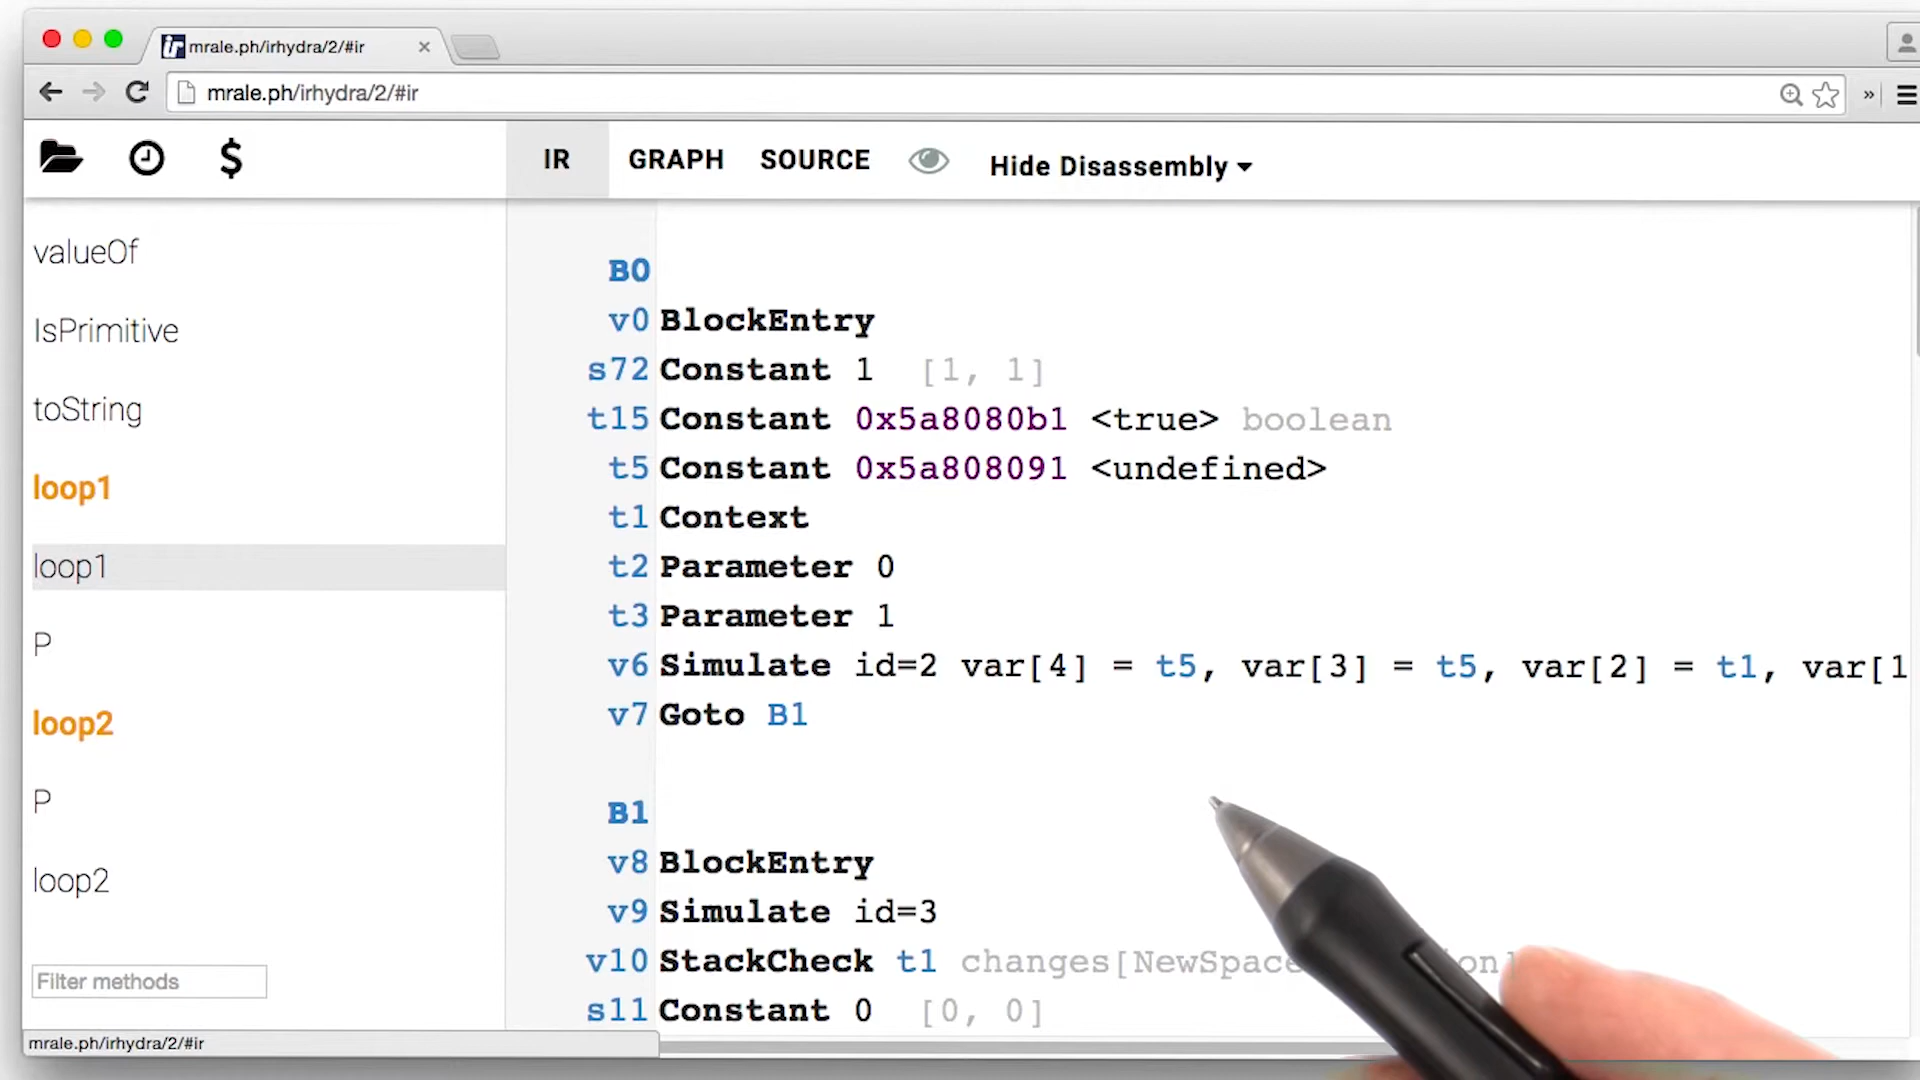 mrale.ph/irhydra/2/#ir
mrale.ph/irhydra/2/#ir
IR GRAPH SOURCE Hide Disassembly
valueOf
IsPrimitive
toString
loop1
loop1
P
loop2
P
loop2
Filter methods
mrale.ph/irhydra/2/#ir
B0
v0 BlockEntry
s72 Constant 1 [1, 1]
t15 Constant 0x5a8080b1 <true> boolean
t5 Constant 0x5a808091 <undefined>
t1 Context
t2 Parameter 0
t3 Parameter 1
v6 Simulate id=2 var[4] = t5, var[3] = t5, var[2] = t1, var[1
v7 Goto B1
B1
v8 BlockEntry
v9 Simulate id=3
v10 StackCheck t1 changes[NewSpace
s11 Constant 0 [0, 0]